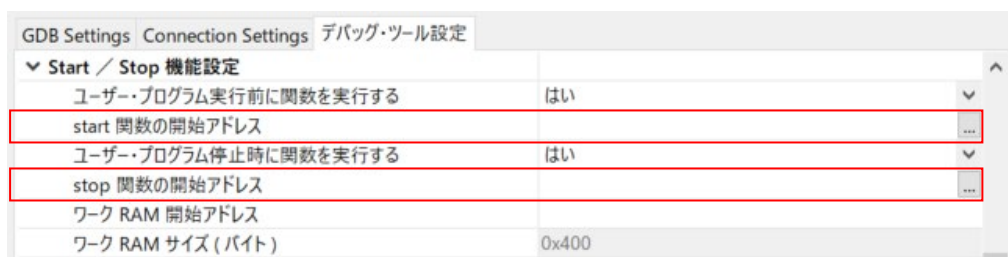 GDB Settings Connection Settings デバッグ・ツール設定
Start ／ Stop 機能設定
ユーザー・プログラム実行前に関数を実行する はい
start 関数の開始アドレス ...
ユーザー・プログラム停止時に関数を実行する はい
stop 関数の開始アドレス ...
ワーク RAM 開始アドレス
ワーク RAM サイズ ( バイト ) 0x400